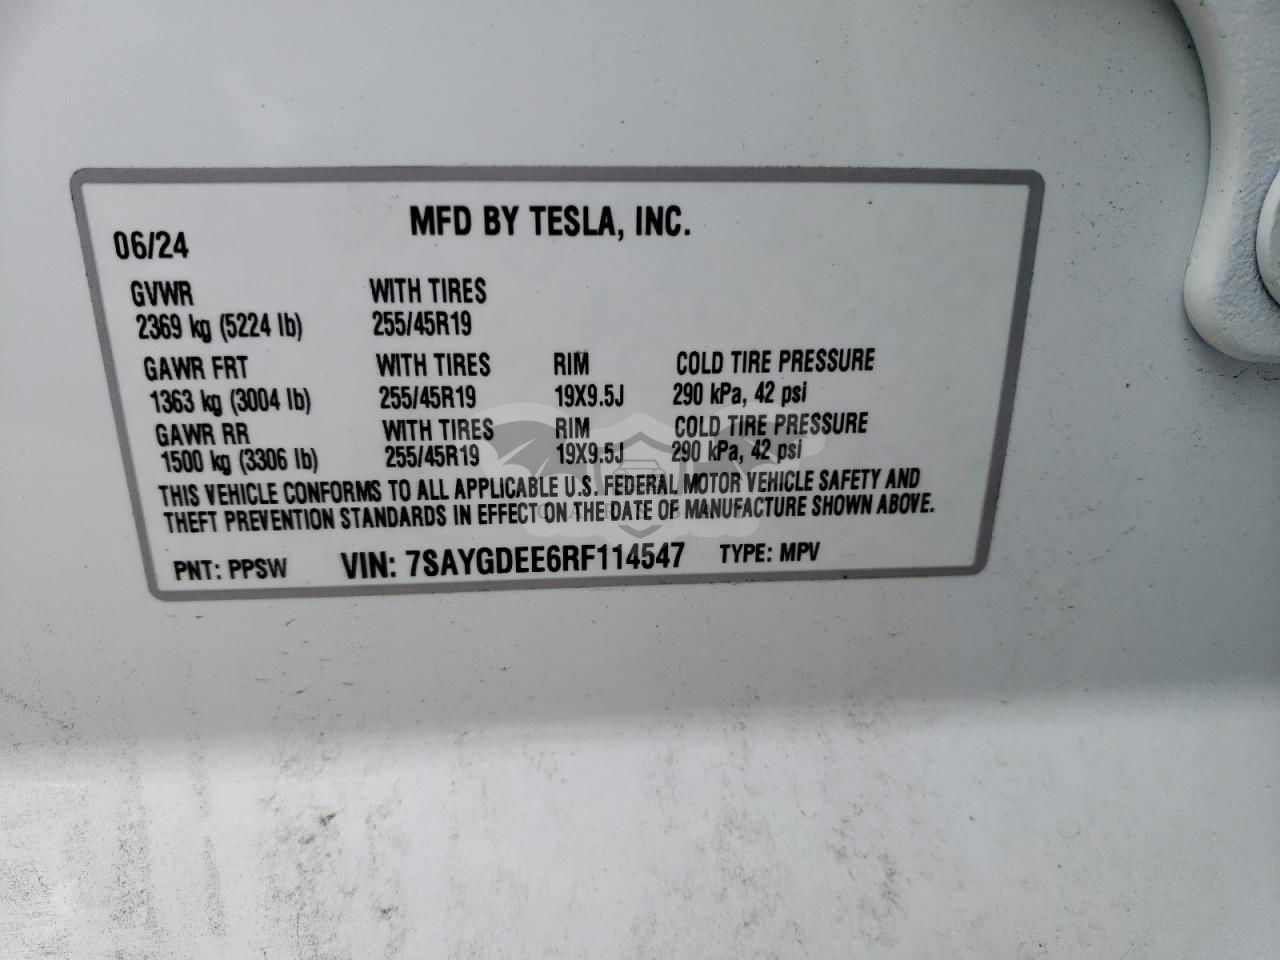 MFD BY TESLA, INC.
06/24
GVWR WITH TIRES
2369 kg (5224 lb) 255/45R19
GAWR FRT WITH TIRES RIM COLD TIRE PRESSURE
1363 kg (3004 lb) 255/45R19 19X9.5J 290 kPa, 42 psi
GAWR RR WITH TIRES RIM COLD TIRE PRESSURE
1500 kg (3306 lb) 255/45R19 19X9.5J 290 kPa, 42 psi
THIS VEHICLE CONFORMS TO ALL APPLICABLE U.S. FEDERAL MOTOR VEHICLE SAFETY AND
THEFT PREVENTION STANDARDS IN EFFECT ON THE DATE OF MANUFACTURE SHOWN ABOVE.
PNT: PPSW VIN: 7SAYGDEE6RF114547 TYPE: MPV